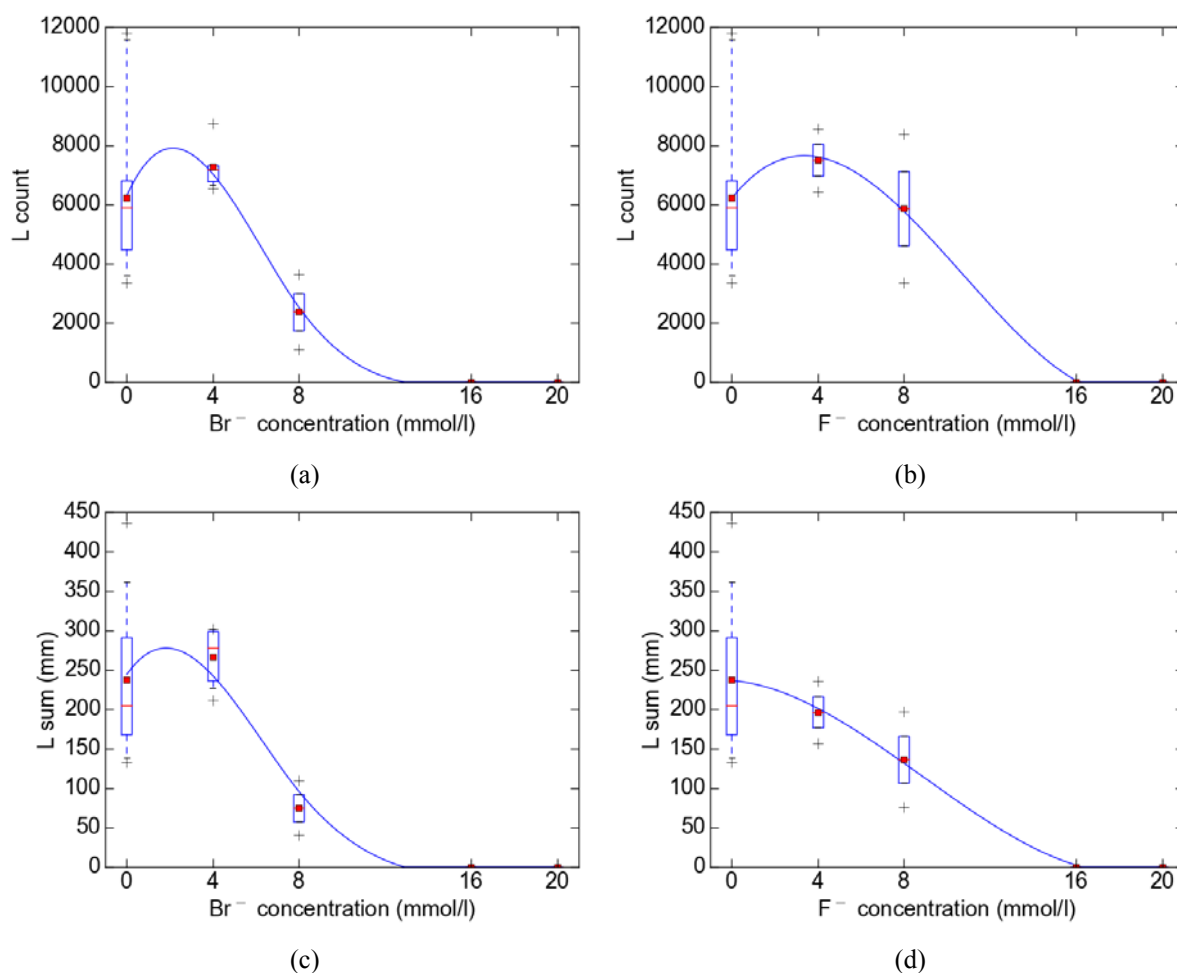 12000
10000
8000
6000
4000
2000
0
L count
0 4 8 16 20
Br⁻ concentration (mmol/l)
(a)
12000
10000
8000
6000
4000
2000
0
L count
0 4 8 16 20
F⁻ concentration (mmol/l)
(b)
450
400
350
300
250
200
150
100
50
0
L sum (mm)
0 4 8 16 20
Br⁻ concentration (mmol/l)
(c)
450
400
350
300
250
200
150
100
50
0
L sum (mm)
0 4 8 16 20
F⁻ concentration (mmol/l)
(d)